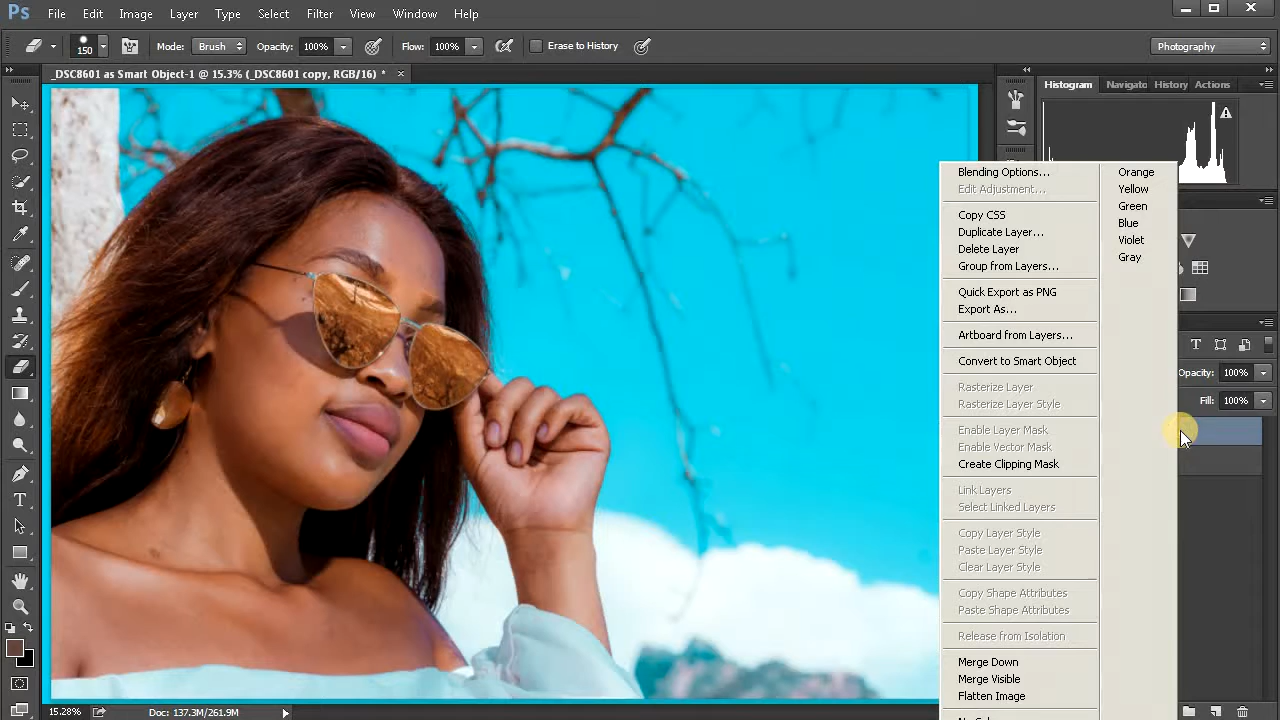 Ps File Edit Image Layer Type Select Filter View Window Help
150 Mode: Brush Opacity: 100% Flow: 100% Erase to History Photography
_DSC8601 as Smart Object-1 @ 15.3% (_DSC8601 copy, RGB/16) * ×
Histogram Navigato History Actions
Blending Options...
Edit Adjustment...
Copy CSS
Duplicate Layer...
Delete Layer
Group from Layers...
Quick Export as PNG
Export As...
Artboard from Layers...
Convert to Smart Object
Rasterize Layer
Rasterize Layer Style
Enable Layer Mask
Enable Vector Mask
Create Clipping Mask
Link Layers
Select Linked Layers
Copy Layer Style
Paste Layer Style
Clear Layer Style
Copy Shape Attributes
Paste Shape Attributes
Release from Isolation
Merge Down
Merge Visible
Flatten Image
Orange
Yellow
Green
Blue
Violet
Gray
Opacity: 100%
Fill: 100%
15.28% Doc: 137.3M/261.9M